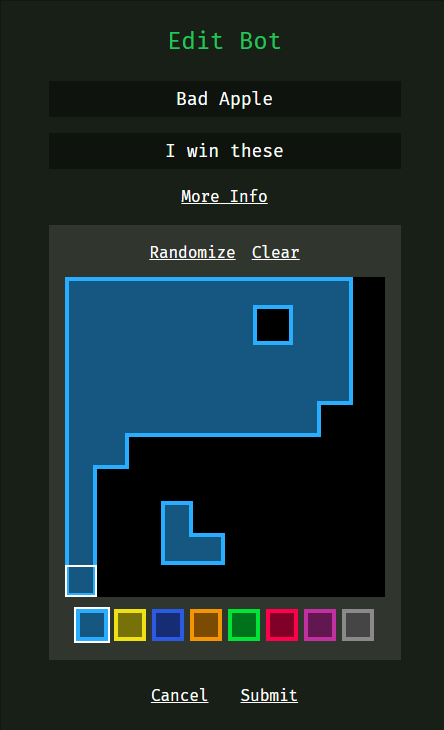 Edit Bot
Bad Apple
I win these
More Info
Randomize Clear
Cancel Submit